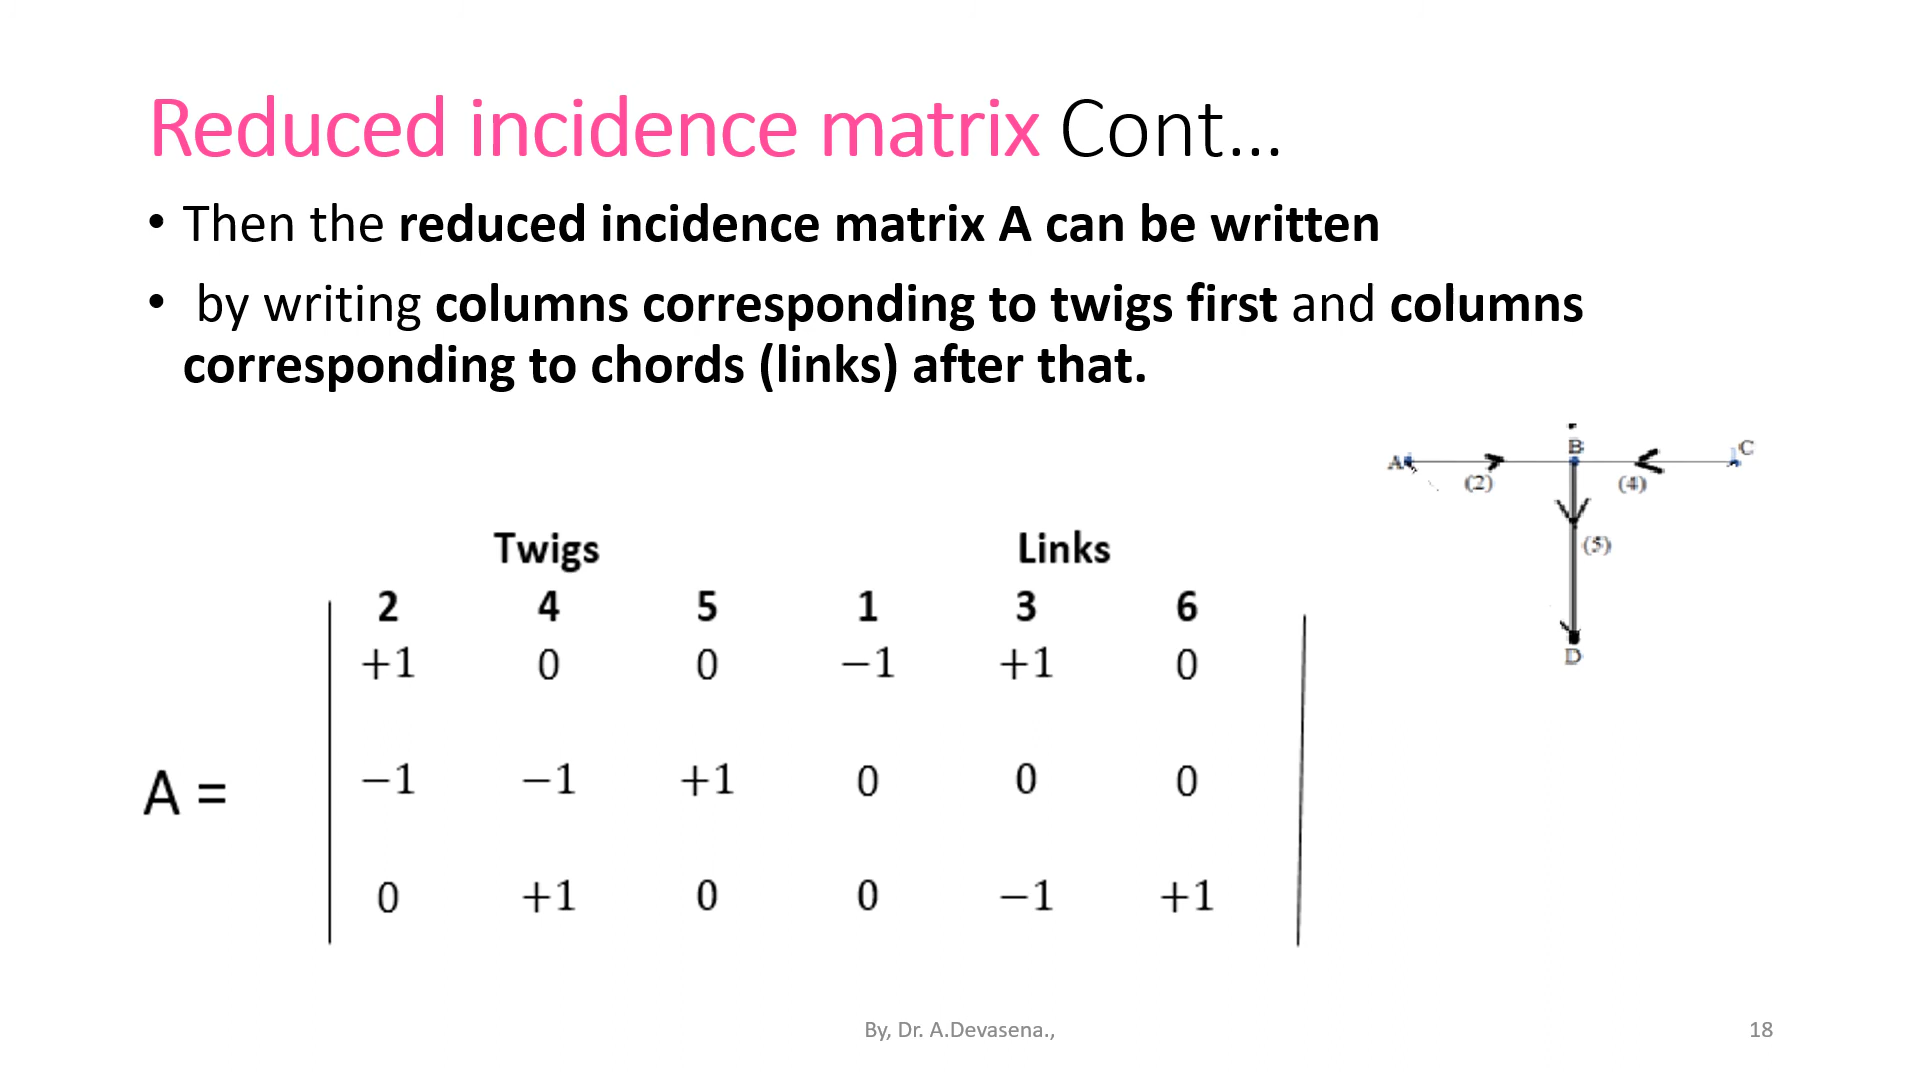 Reduced incidence matrix Cont...
• Then the reduced incidence matrix A can be written
• by writing columns corresponding to twigs first and columns
corresponding to chords (links) after that.
A B C
(2) (4)
(5)
D
Twigs Links
2 4 5 1 3 6
+1 0 0 −1 +1 0
A = −1 −1 +1 0 0 0
0 +1 0 0 −1 +1
By, Dr. A.Devasena., 18